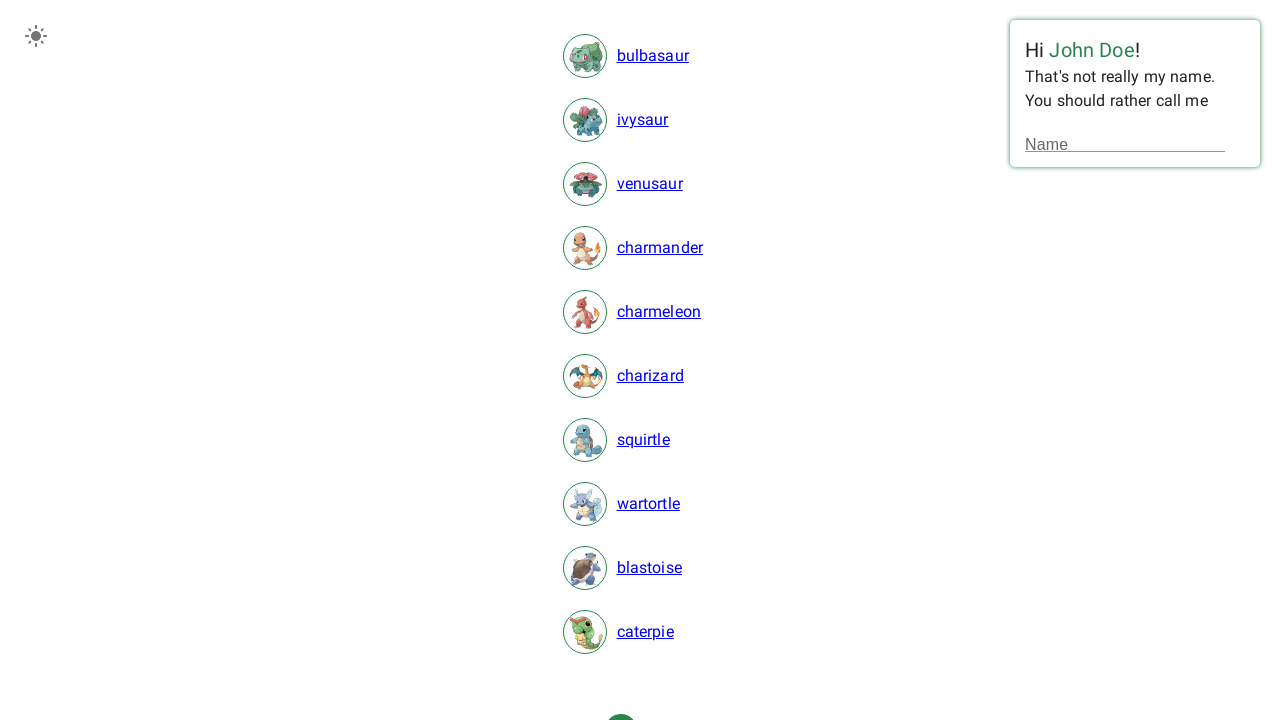 bulbasaur
ivysaur
venusaur
charmander
charmeleon
charizard
squirtle
wartortle
blastoise
caterpie
Hi John Doe!
That's not really my name.
You should rather call me
Name